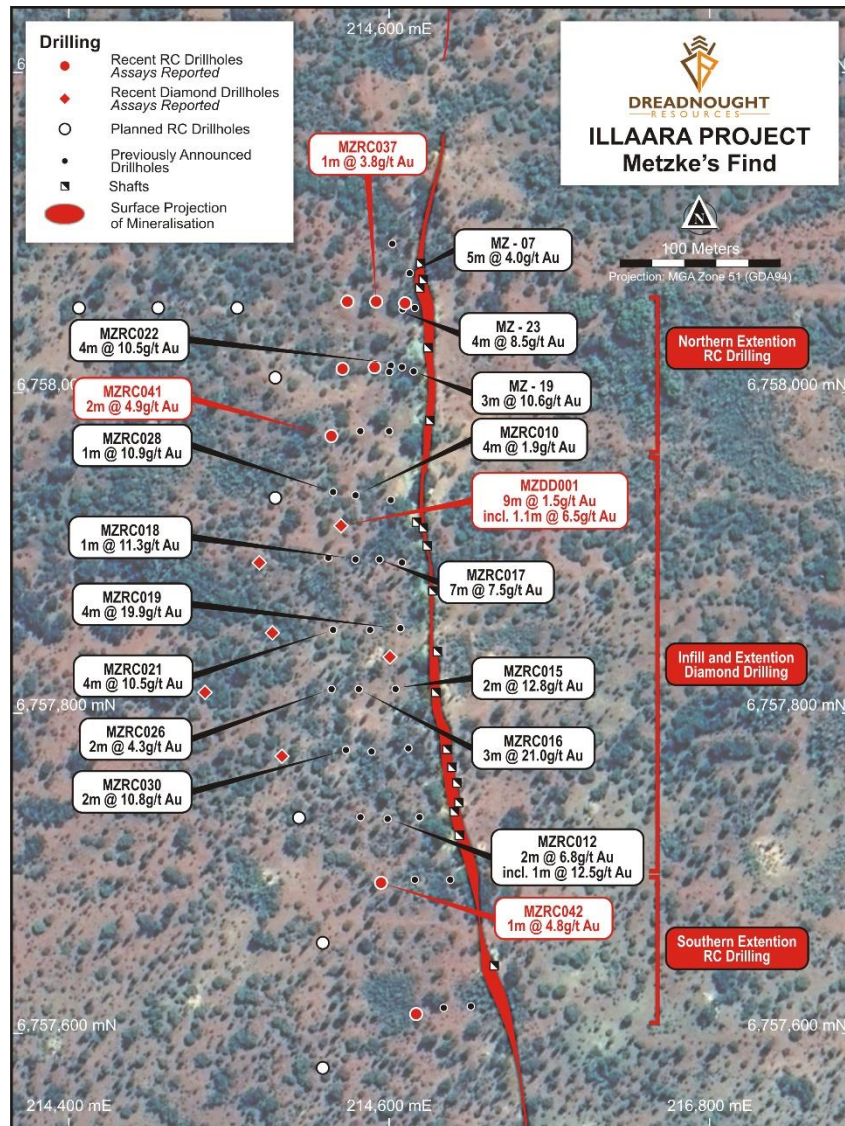 214,600 mE
Drilling
Recent RC Drillholes
Assays Reported
Recent Diamond Drillholes
Assays Reported
Planned RC Drillholes
Previously Announced
Drillholes
Shafts
Surface Projection
of Mineralisation
DREADNOUGHT
RESOURCES
ILLAARA PROJECT
Metzke's Find
N
100 Meters
Projection: MGA Zone 51 (GDA94)
MZRC037
1m @ 3.8g/t Au
MZ - 07
5m @ 4.0g/t Au
MZRC022
4m @ 10.5g/t Au
MZ - 23
4m @ 8.5g/t Au
Northern Extention
RC Drilling
6,758,000 mN
6,758,000 mN
MZRC041
2m @ 4.9g/t Au
MZ - 19
3m @ 10.6g/t Au
MZRC028
1m @ 10.9g/t Au
MZRC010
4m @ 1.9g/t Au
MZDD001
9m @ 1.5g/t Au
incl. 1.1m @ 6.5g/t Au
MZRC018
1m @ 11.3g/t Au
MZRC017
7m @ 7.5g/t Au
MZRC019
4m @ 19.9g/t Au
MZRC021
4m @ 10.5g/t Au
MZRC015
2m @ 12.8g/t Au
Infill and Extention
Diamond Drilling
6,757,800 mN
6,757,800 mN
MZRC026
2m @ 4.3g/t Au
MZRC016
3m @ 21.0g/t Au
MZRC030
2m @ 10.8g/t Au
MZRC012
2m @ 6.8g/t Au
incl. 1m @ 12.5g/t Au
MZRC042
1m @ 4.8g/t Au
Southern Extention
RC Drilling
6,757,600 mN
6,757,600 mN
214,400 mE
214,600 mE
216,800 mE